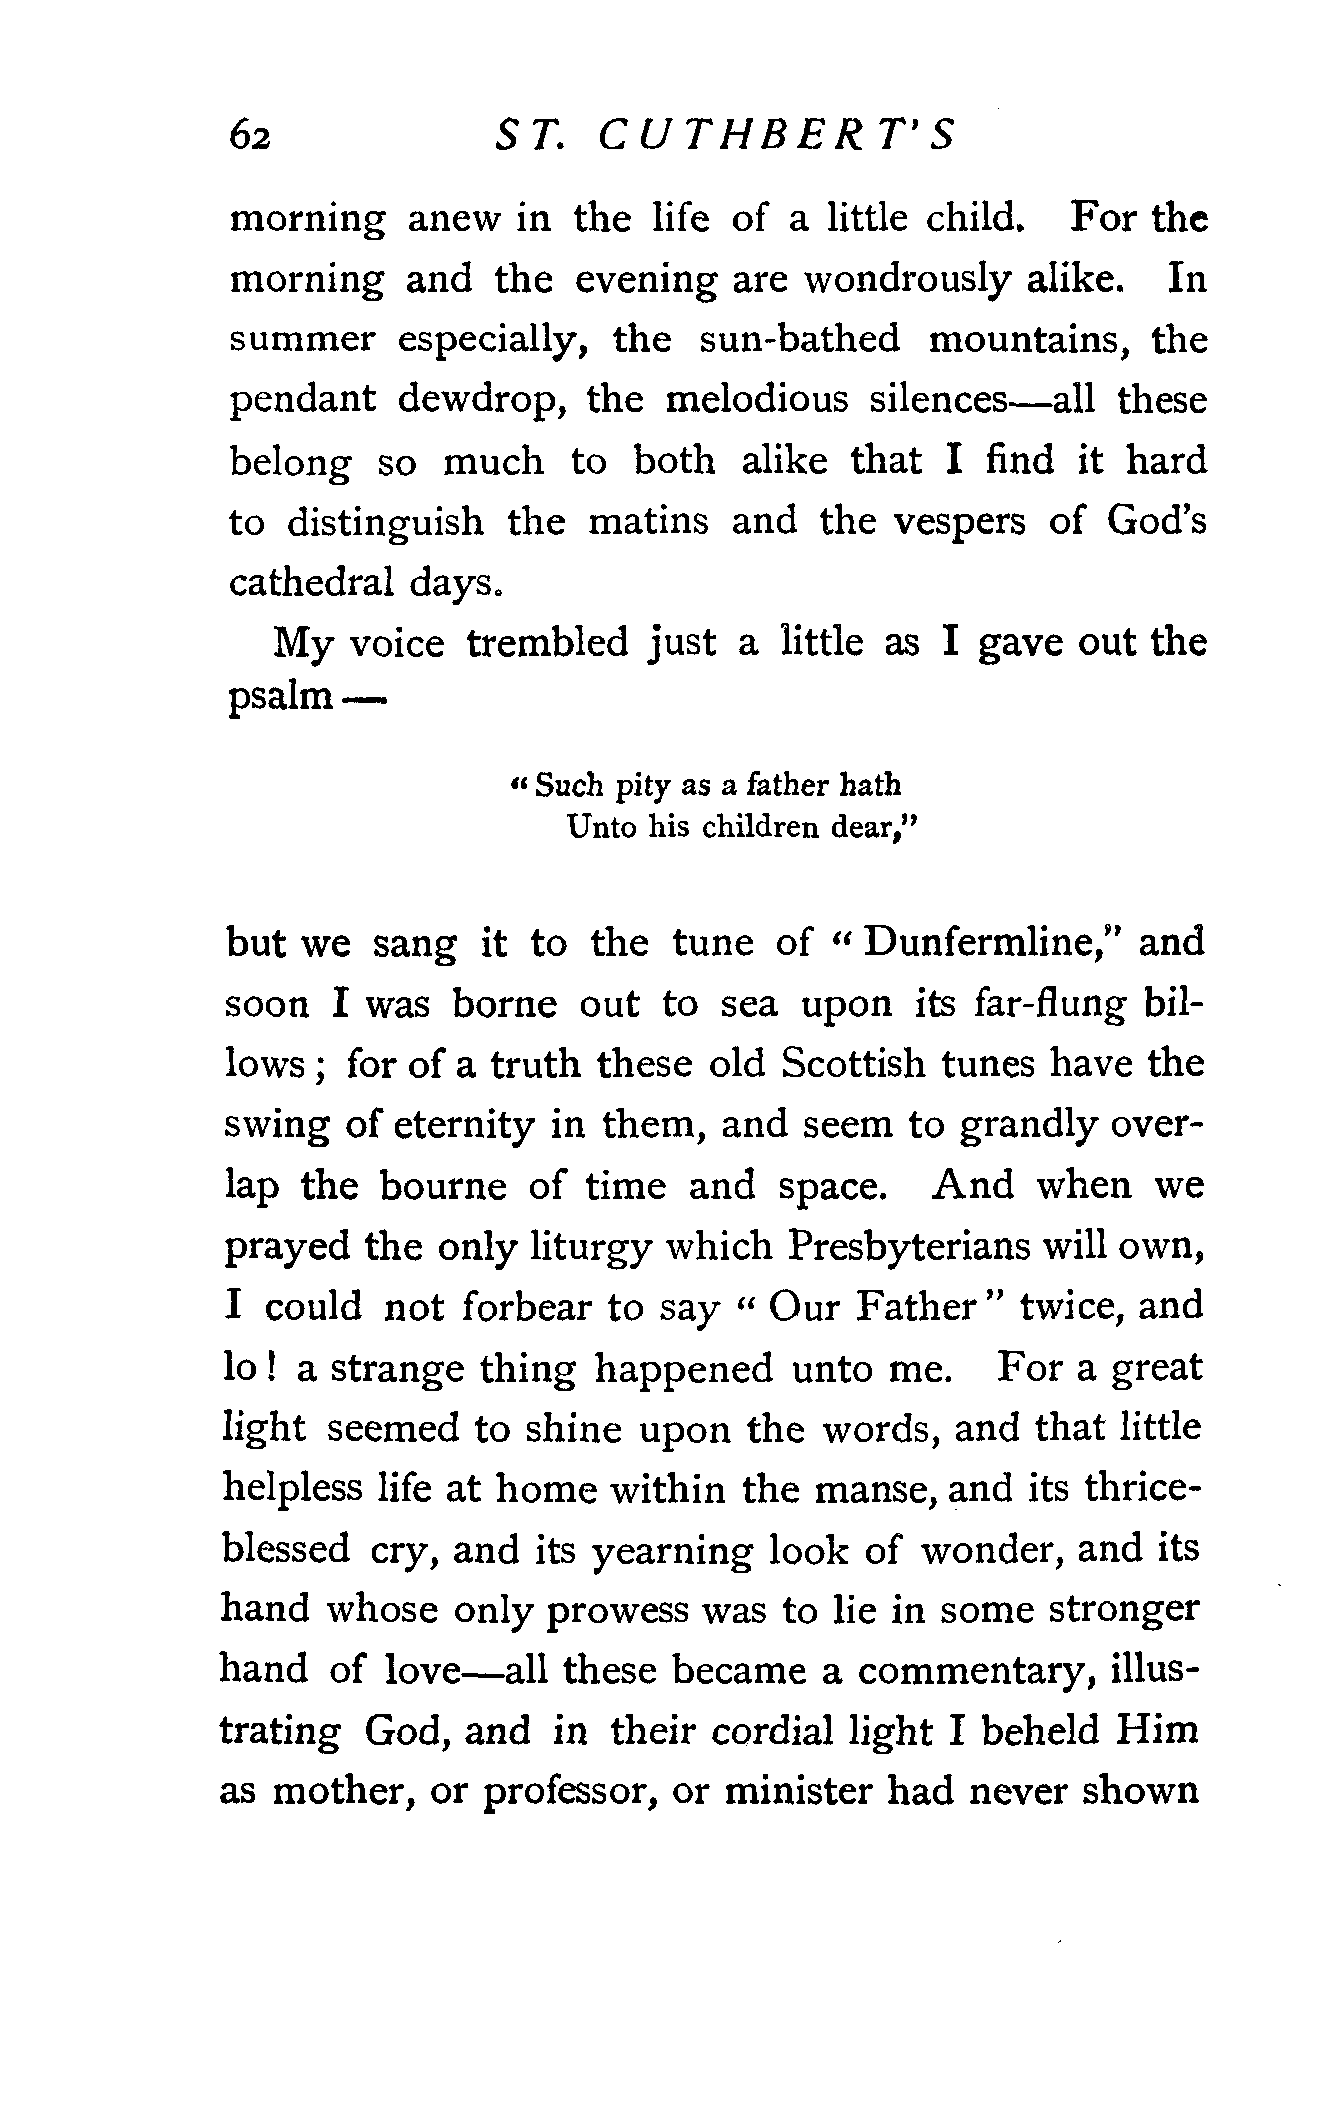 62 ST. CUTHBERT'S
morning anew in the life of a little child. For the
morning and the evening are wondrously alike. In
summer especially, the sun-bathed mountains, the
pendant dewdrop, the melodious silences—all these
belong so much to both alike that I find it hard
to distinguish the matins and the vespers of God's
cathedral days.
My voice trembled just a little as I gave out the
psalm—
"Such pity as a father hath
Unto his children dear,"
but we sang it to the tune of "Dunfermline," and
soon I was borne out to sea upon its far-flung bil-
lows; for of a truth these old Scottish tunes have the
swing of eternity in them, and seem to grandly over-
lap the bourne of time and space. And when we
prayed the only liturgy which Presbyterians will own,
I could not forbear to say "Our Father" twice, and
lo! a strange thing happened unto me. For a great
light seemed to shine upon the words, and that little
helpless life at home within the manse, and its thrice-
blessed cry, and its yearning look of wonder, and its
hand whose only prowess was to lie in some stronger
hand of love—all these became a commentary, illus-
trating God, and in their cordial light I beheld Him
as mother, or professor, or minister had never shown